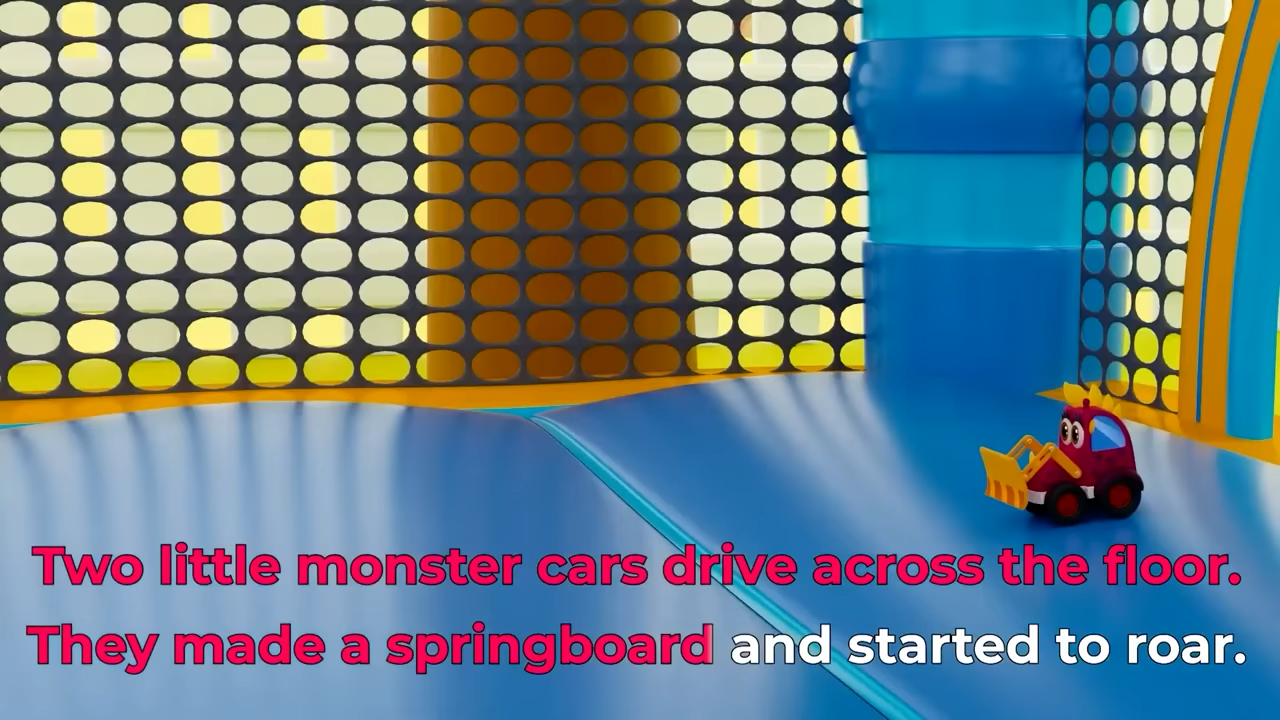 Two little monster cars drive across the floor.
They made a springboard and started to roar.